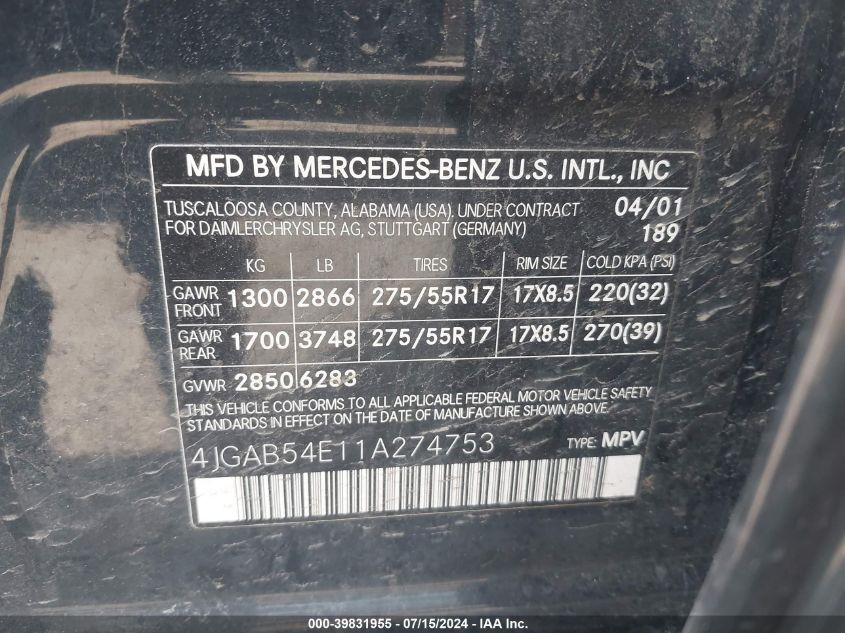 MFD BY MERCEDES-BENZ U.S. INTL., INC
TUSCALOOSA COUNTY, ALABAMA (USA). UNDER CONTRACT 04/01
FOR DAIMLERCHRYSLER AG, STUTTGART (GERMANY) 189
KG LB TIRES RIM SIZE COLD KPA (PSI)
GAWR FRONT 1300 2866 275/55R17 17X8.5 220(32)
GAWR REAR 1700 3748 275/55R17 17X8.5 270(39)
GVWR 2850 6283
THIS VEHICLE CONFORMS TO ALL APPLICABLE FEDERAL MOTOR VEHICLE SAFETY
STANDARDS IN EFFECT ON THE DATE OF MANUFACTURE SHOWN ABOVE.
4JGAB54E11A274753 TYPE: MPV
000-39831955 - 07/15/2024 - IAA, Inc.